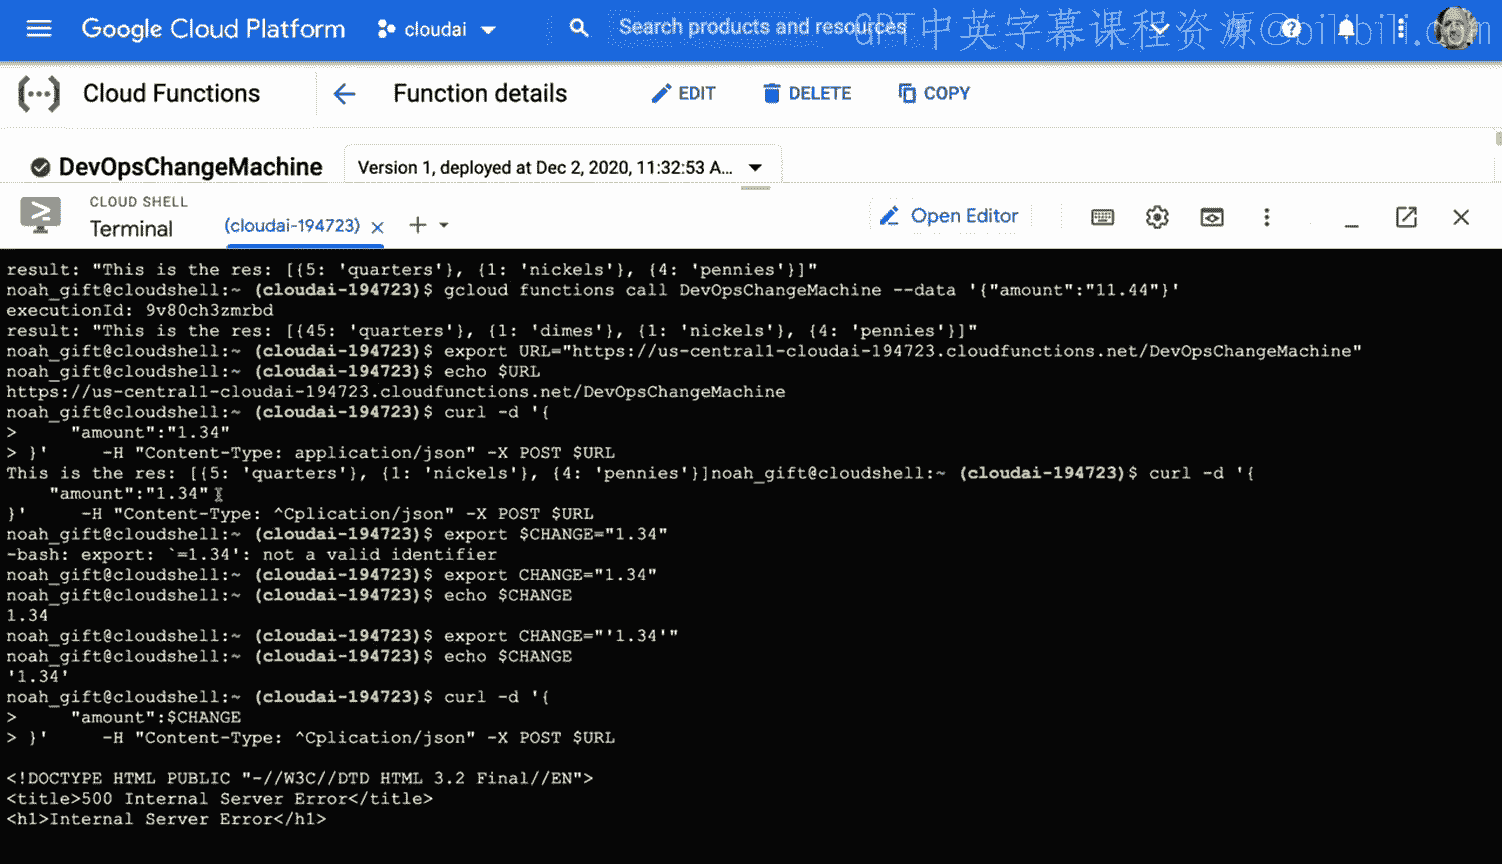 Google Cloud Platform cloudai Search products and resources
GPT中英字幕课程资源@bilibili.com
Cloud Functions Function details EDIT DELETE COPY
DevOpsChangeMachine Version 1, deployed at Dec 2, 2020, 11:32:53 A...
CLOUD SHELL
Terminal (cloudai-194723) Open Editor
result: "This is the res: [{5: 'quarters'}, {1: 'nickels'}, {4: 'pennies'}]"
noah_gift@cloudshell:~ (cloudai-194723)$ gcloud functions call DevOpsChangeMachine --data '{"amount":"11.44"}'
executionId: 9v80ch3zmrbd
result: "This is the res: [{45: 'quarters'}, {1: 'dimes'}, {1: 'nickels'}, {4: 'pennies'}]"
noah_gift@cloudshell:~ (cloudai-194723)$ export URL="https://us-central1-cloudai-194723.cloudfunctions.net/DevOpsChangeMachine"
noah_gift@cloudshell:~ (cloudai-194723)$ echo $URL
https://us-central1-cloudai-194723.cloudfunctions.net/DevOpsChangeMachine
noah_gift@cloudshell:~ (cloudai-194723)$ curl -d '{
>     "amount":"1.34"
> }'     -H "Content-Type: application/json" -X POST $URL
This is the res: [{5: 'quarters'}, {1: 'nickels'}, {4: 'pennies'}]noah_gift@cloudshell:~ (cloudai-194723)$ curl -d '{
    "amount":"1.34"
}'     -H "Content-Type: ^Cplication/json" -X POST $URL
noah_gift@cloudshell:~ (cloudai-194723)$ export $CHANGE="1.34"
-bash: export: `=1.34': not a valid identifier
noah_gift@cloudshell:~ (cloudai-194723)$ export CHANGE="1.34"
noah_gift@cloudshell:~ (cloudai-194723)$ echo $CHANGE
1.34
noah_gift@cloudshell:~ (cloudai-194723)$ export CHANGE="'1.34'"
noah_gift@cloudshell:~ (cloudai-194723)$ echo $CHANGE
'1.34'
noah_gift@cloudshell:~ (cloudai-194723)$ curl -d '{
>     "amount":$CHANGE
> }'     -H "Content-Type: ^Cplication/json" -X POST $URL
<!DOCTYPE HTML PUBLIC "-//W3C//DTD HTML 3.2 Final//EN">
<title>500 Internal Server Error</title>
<h1>Internal Server Error</h1>